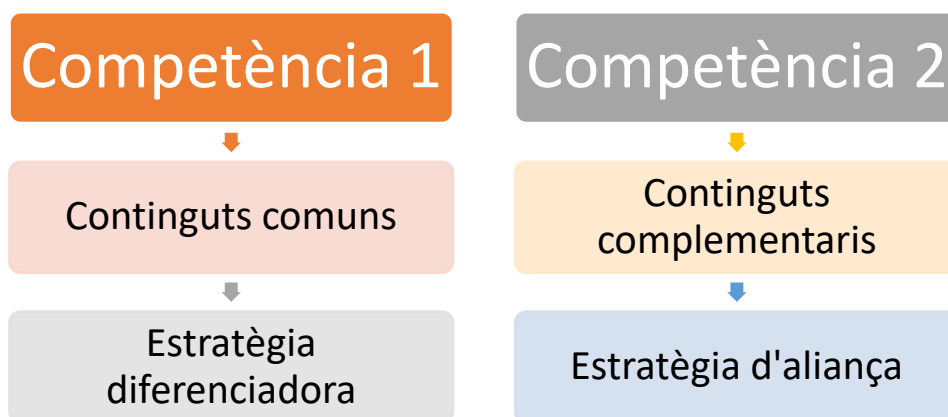 Competència 1
Continguts comuns
Estratègia
diferenciadora
Competència 2
Continguts
complementaris
Estratègia d'aliança